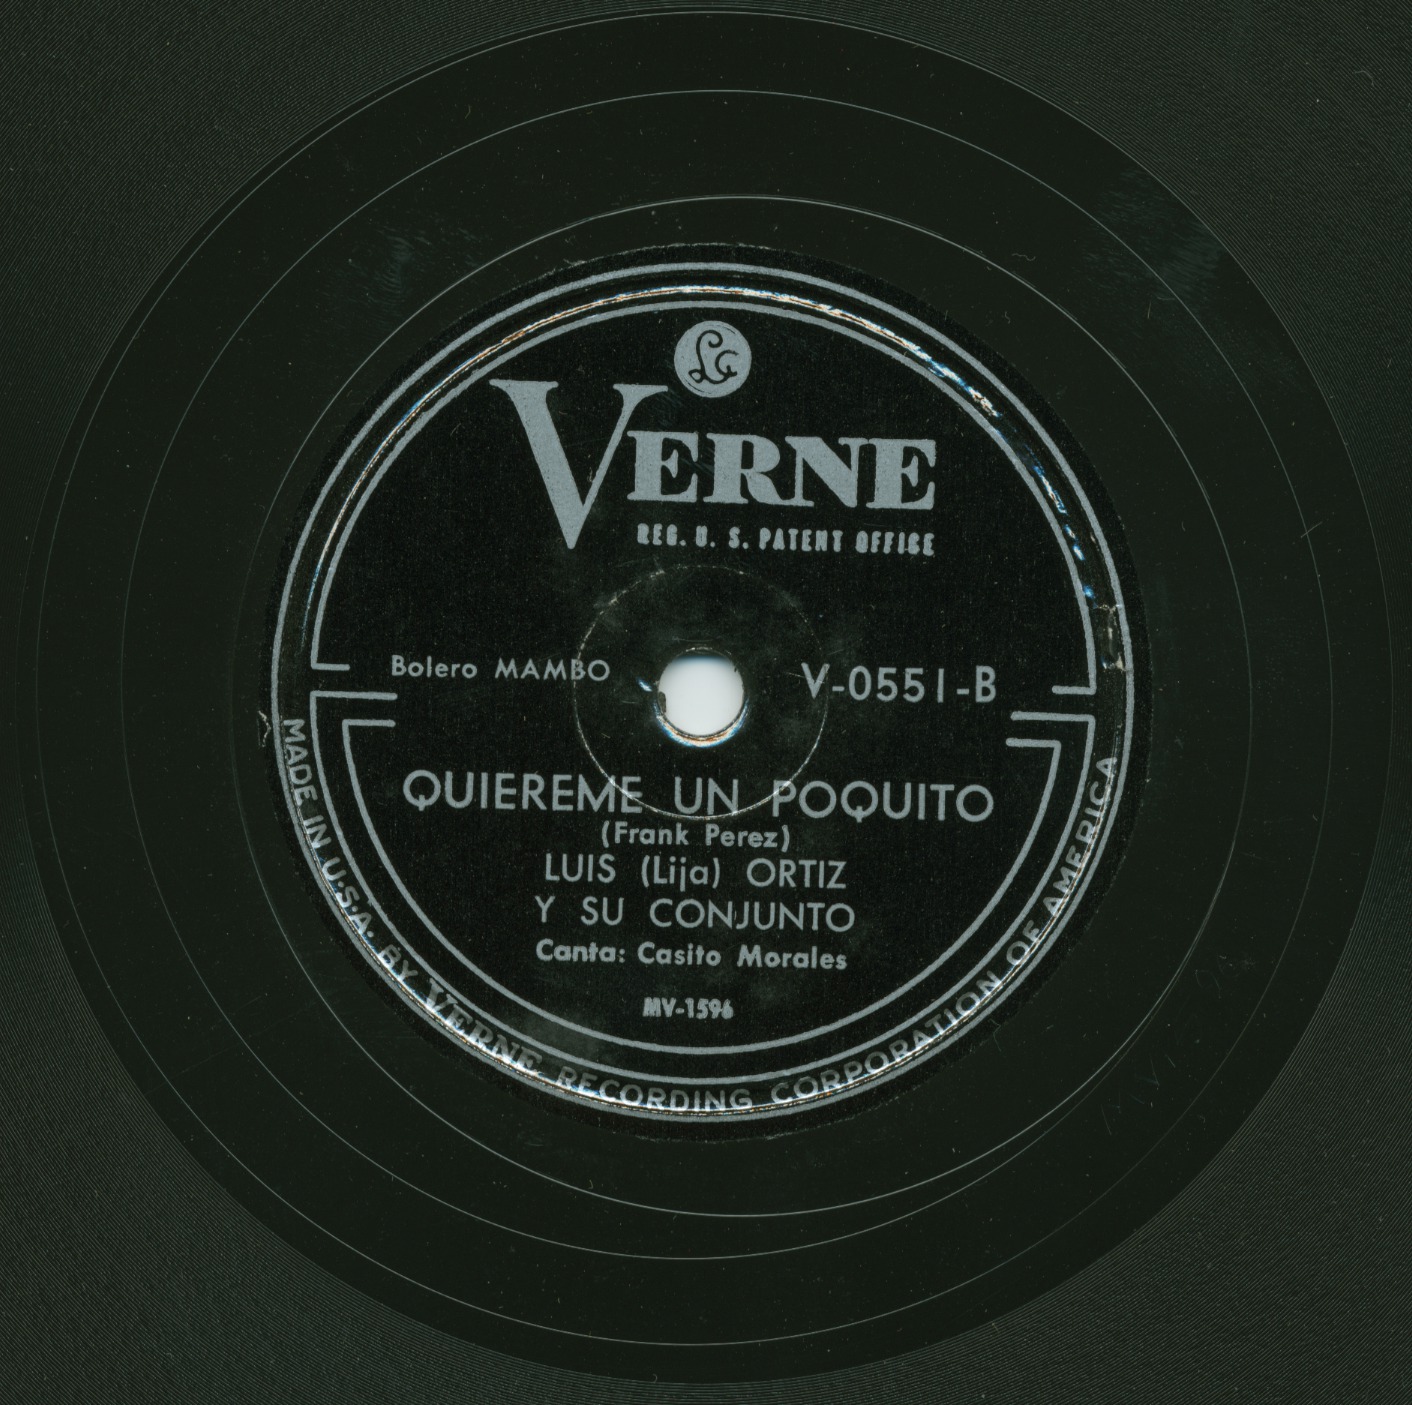 LG
VERNE
REG. U. S. PATENT OFFICE
Bolero MAMBO
V-0551-B
QUIEREME UN POQUITO
(Frank Perez)
LUIS (Lija) ORTIZ
Y SU CONJUNTO
Canta: Casito Morales
MV-1596
MADE IN U.S.A. BY VERNE RECORDING CORPORATION OF AMERICA